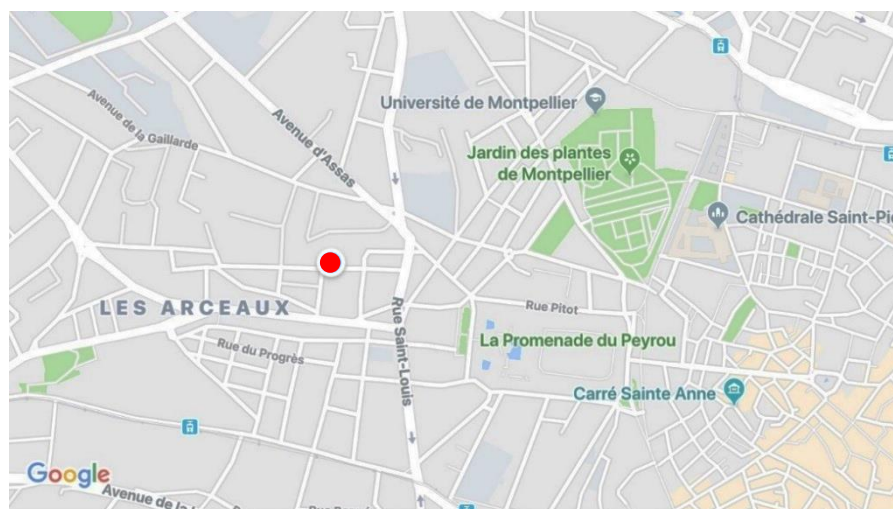 Avenue de la Gaillarde
Avenue d'Assas
Université de Montpellier
Jardin des plantes
de Montpellier
Cathédrale Saint-Pie
LES ARCEAUX
Rue Saint-Louis
Rue Pitot
La Promenade du Peyrou
Rue du Progrès
Carré Sainte Anne
Google
Avenue de la